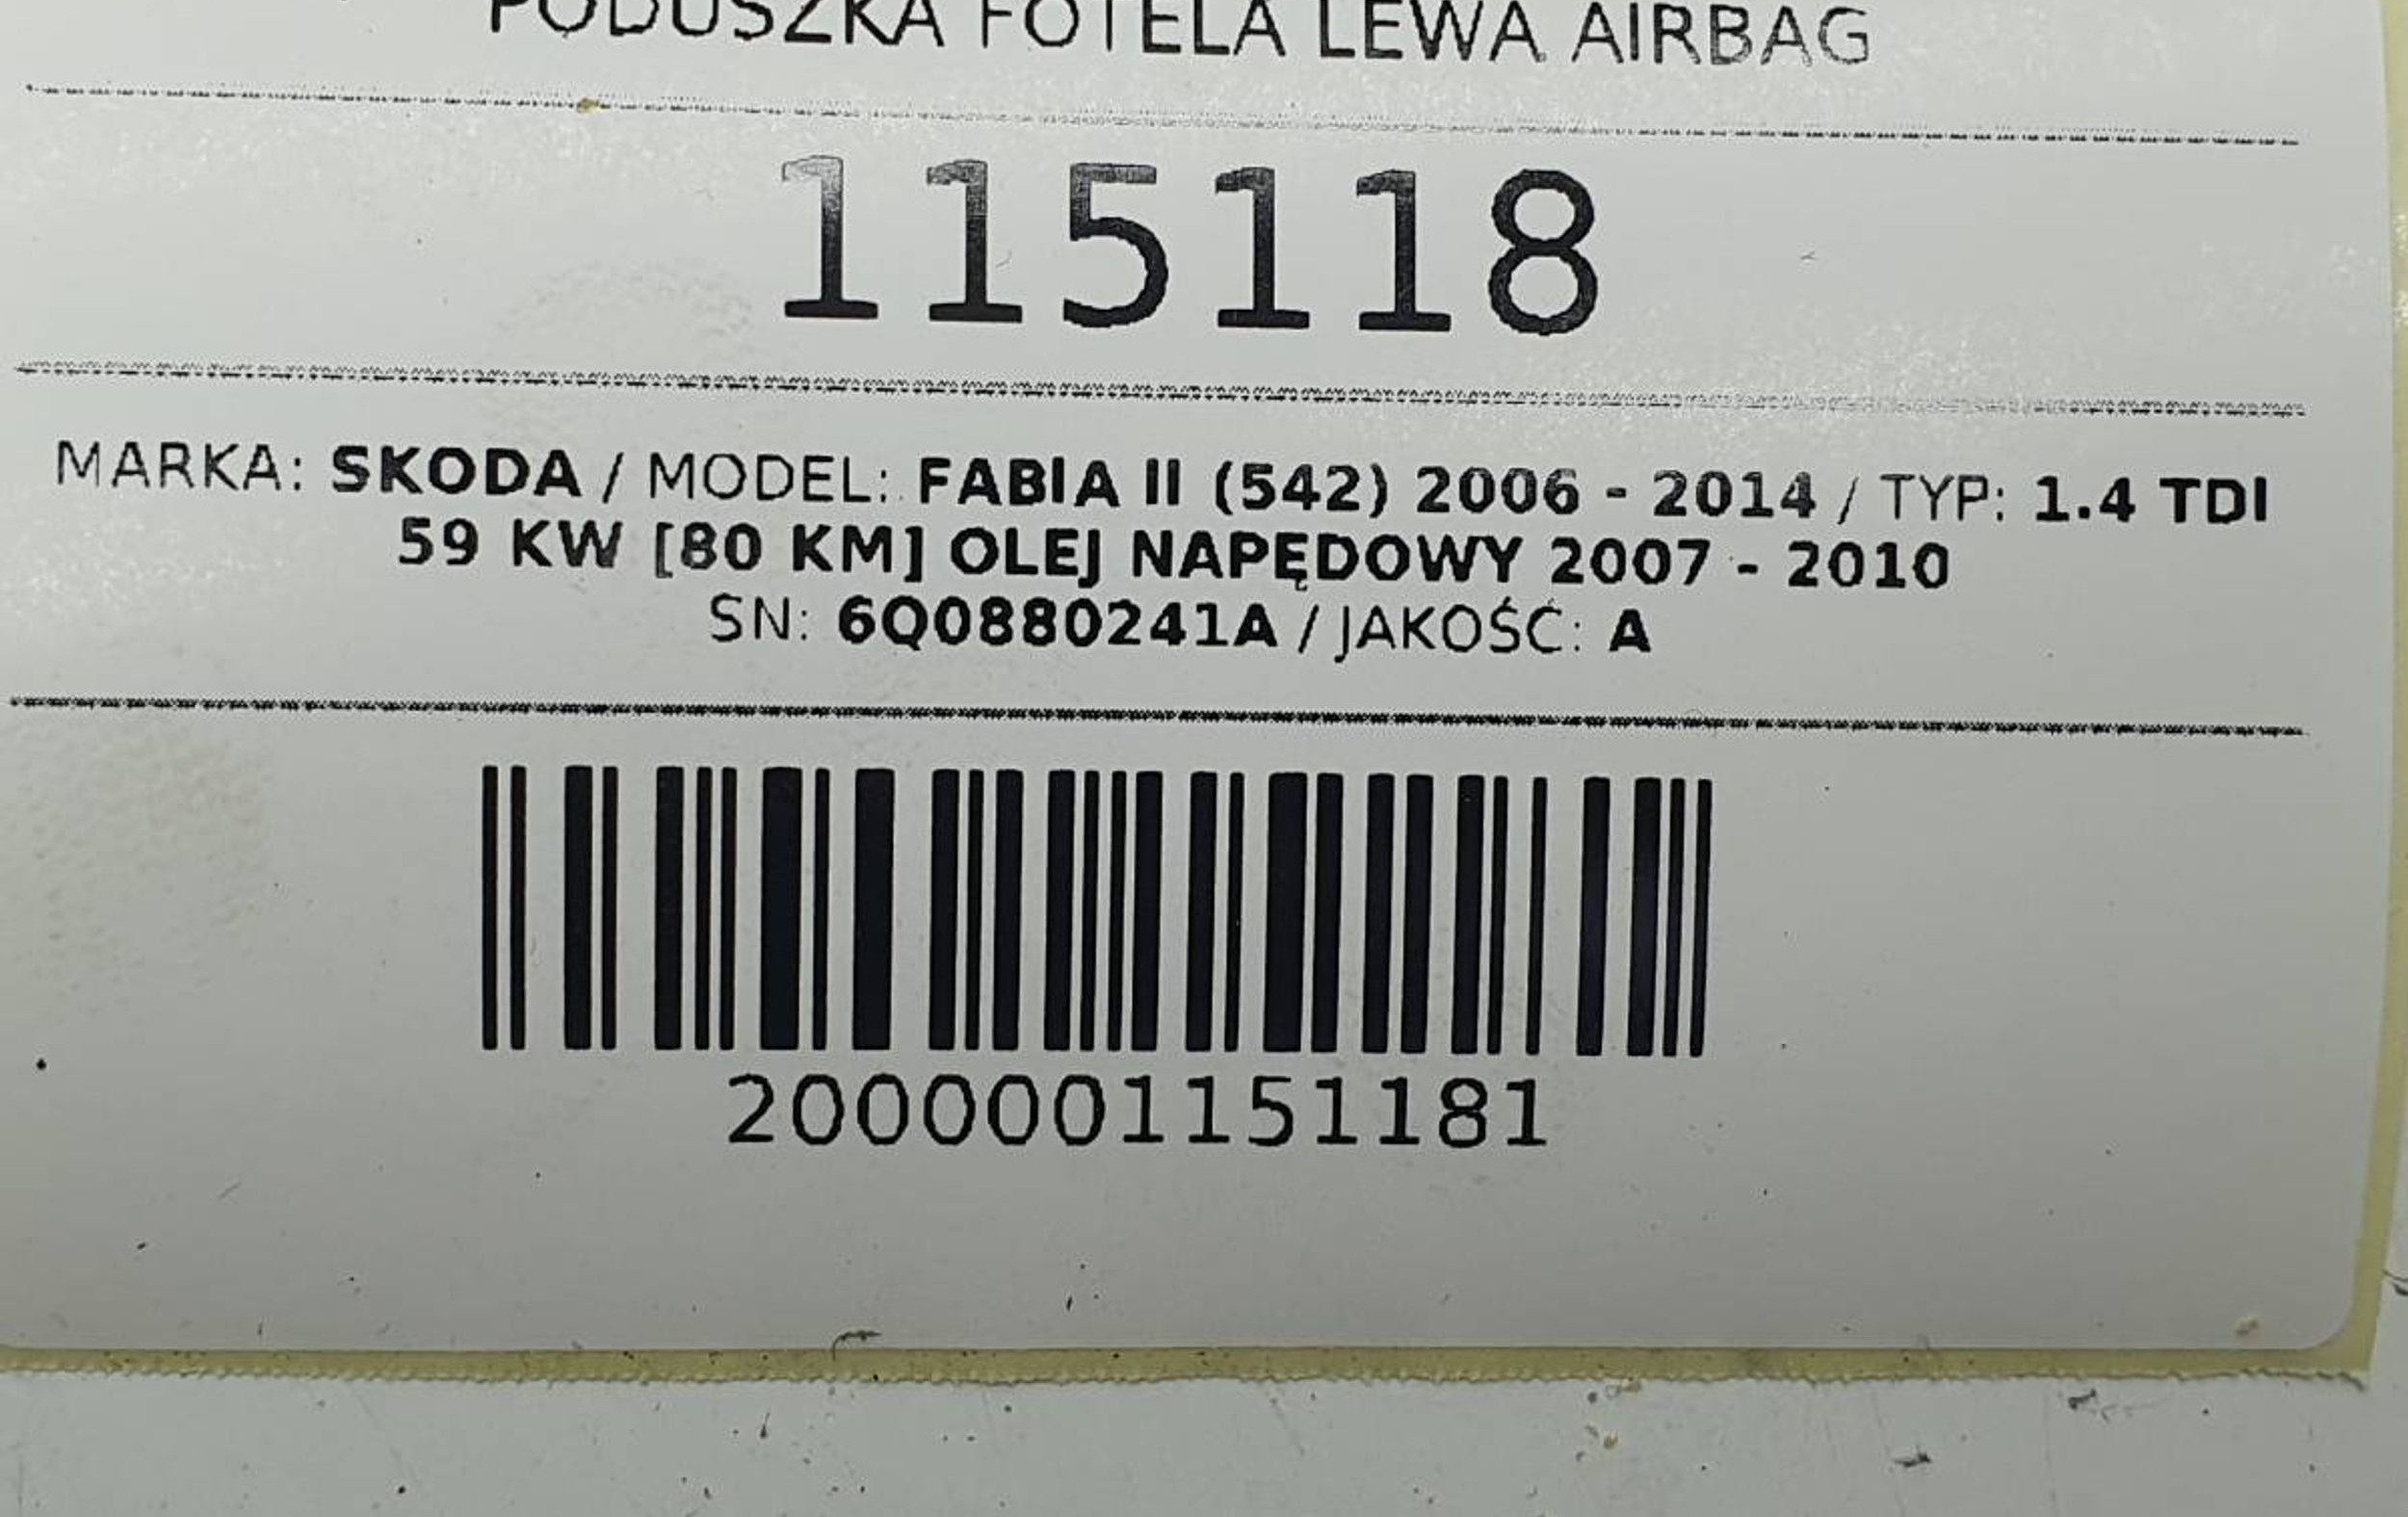 PODUSZKA FOTELA LEWA AIRBAG
115118
MARKA: SKODA / MODEL: FABIA II (542) 2006 - 2014 / TYP: 1.4 TDI
59 KW [80 KM] OLEJ NAPĘDOWY 2007 - 2010
SN: 6Q0880241A / JAKOŚĆ: A
2000001151181